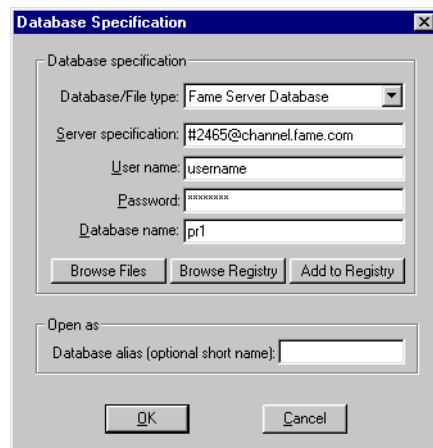 Database Specification
Database specification
Database/File type: Fame Server Database
Server specification: #2465@channel.fame.com
User name: username
Password: ********
Database name: pr1
Browse Files Browse Registry Add to Registry
Open as
Database alias (optional short name):
OK Cancel